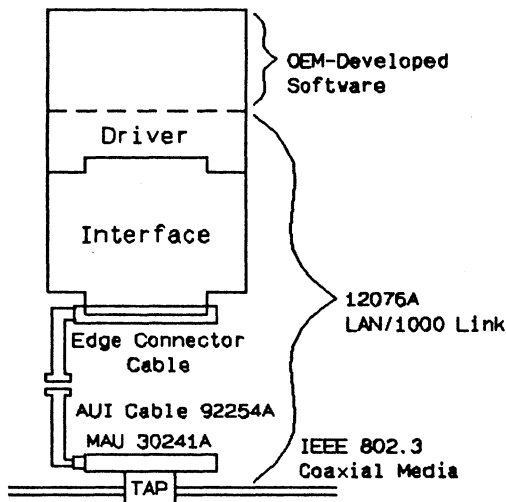 OEM-Developed
Software
Driver
Interface
12076A
LAN/1000 Link
Edge Connector
Cable
AUI Cable 92254A
MAU 30241A
IEEE 802.3
Coaxial Media
TAP